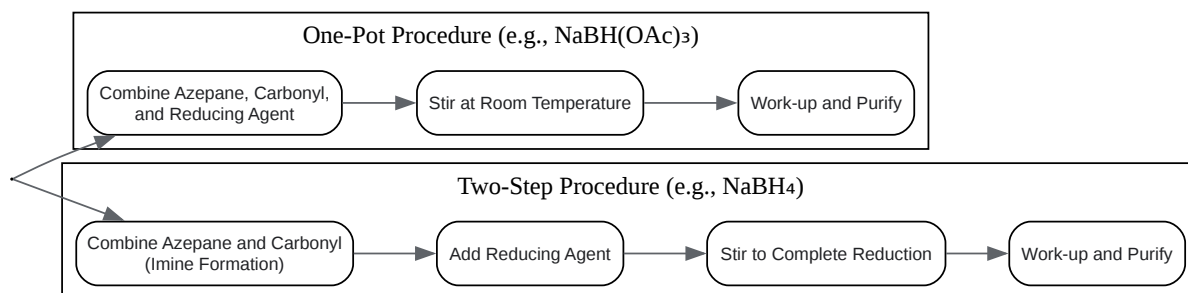 One-Pot Procedure (e.g., NaBH(OAc)₃)
Combine Azepane, Carbonyl,
and Reducing Agent
Stir at Room Temperature
Work-up and Purify
Two-Step Procedure (e.g., NaBH₄)
Combine Azepane and Carbonyl
(Imine Formation)
Add Reducing Agent
Stir to Complete Reduction
Work-up and Purify